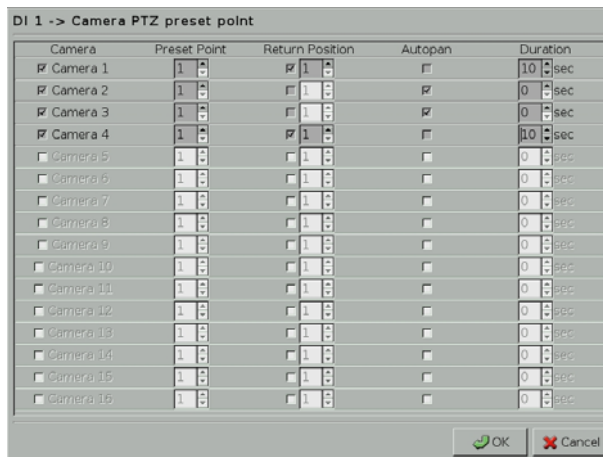 DI 1 -> Camera PTZ preset point
Camera Preset Point Return Position Autopan Duration
Camera 1 1 1 10 sec
Camera 2 1 1 0 sec
Camera 3 1 1 0 sec
Camera 4 1 1 10 sec
Camera 5 1 1 0 sec
Camera 6 1 1 0 sec
Camera 7 1 1 0 sec
Camera 8 1 1 0 sec
Camera 9 1 1 0 sec
Camera 10 1 1 0 sec
Camera 11 1 1 0 sec
Camera 12 1 1 0 sec
Camera 13 1 1 0 sec
Camera 14 1 1 0 sec
Camera 15 1 1 0 sec
Camera 16 1 1 0 sec
OK Cancel